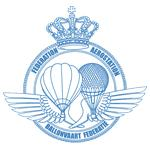 FEDERATION AEROSTATION
BALLONVAART FEDERATIE